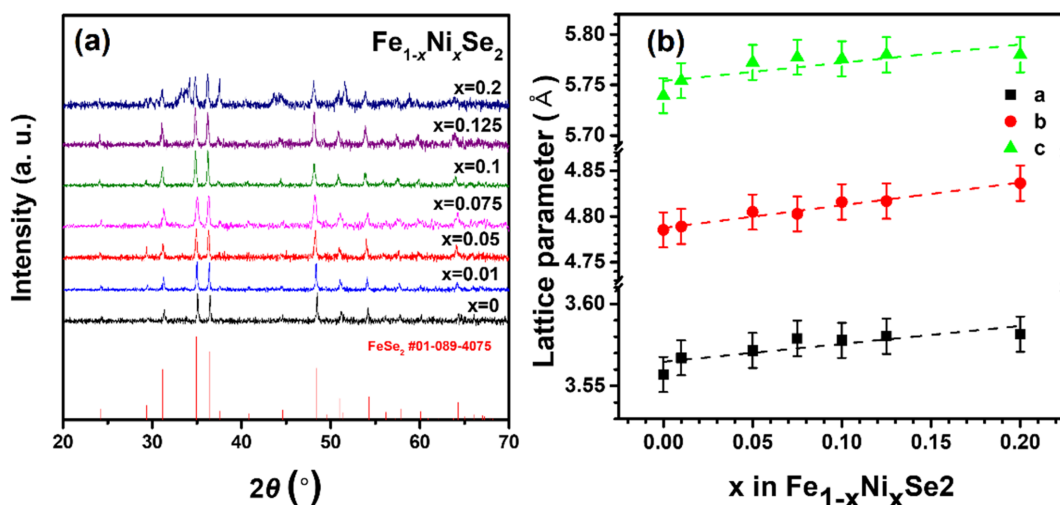 (a)
Fe1-xNixSe2
x=0.2
x=0.125
x=0.1
x=0.075
x=0.05
x=0.01
x=0
FeSe2 #01-089-4075
Intensity (a. u.)
20 30 40 50 60 70
2θ (°)
(b)
5.80
5.75
5.70
4.85
4.80
4.75
3.60
3.55
a
b
c
Lattice parameter (Å)
0.00 0.05 0.10 0.15 0.20
x in Fe1-xNixSe2